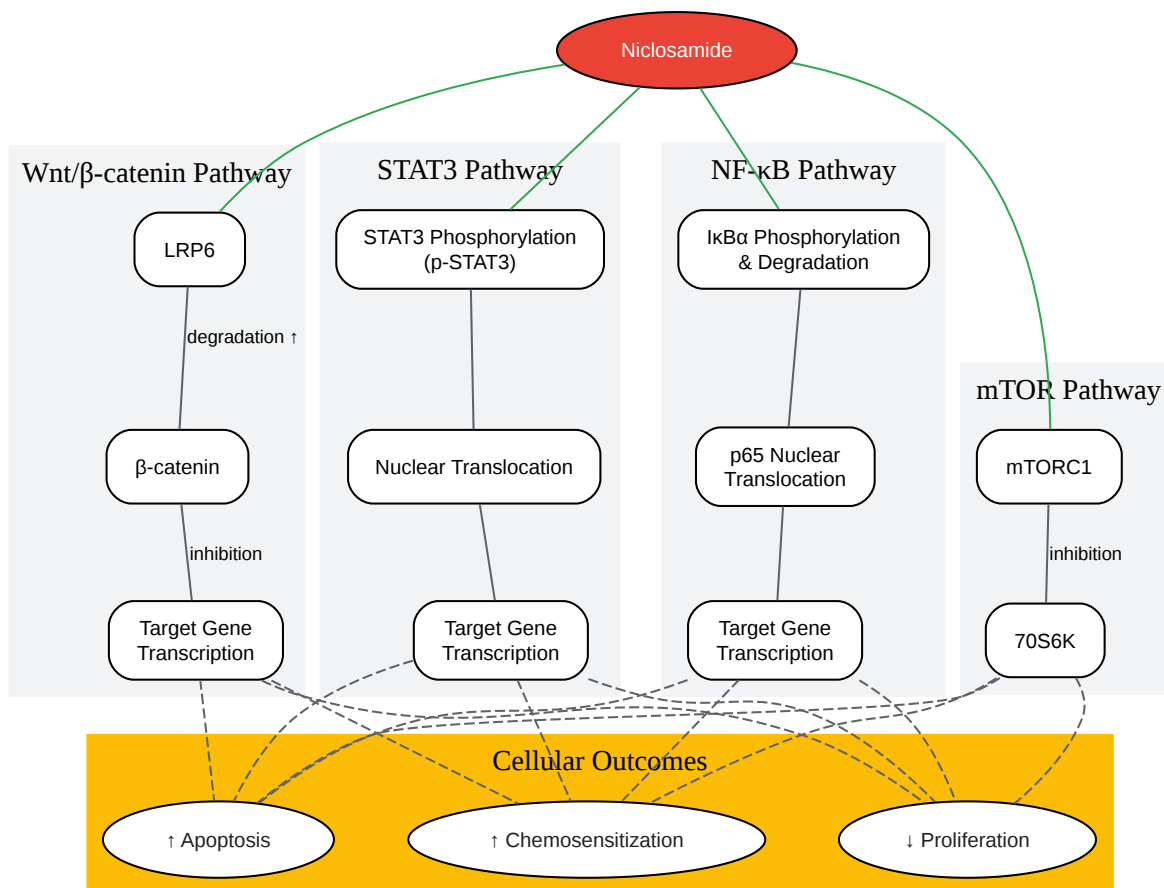 Niclosamide
Wnt/β-catenin Pathway
STAT3 Pathway
NF-κB Pathway
LRP6
STAT3 Phosphorylation
(p-STAT3)
IκBα Phosphorylation
& Degradation
degradation ↑
mTOR Pathway
β-catenin
Nuclear Translocation
p65 Nuclear
Translocation
mTORC1
inhibition
inhibition
Target Gene
Transcription
Target Gene
Transcription
Target Gene
Transcription
70S6K
Cellular Outcomes
↑ Apoptosis
↑ Chemosensitization
↓ Proliferation